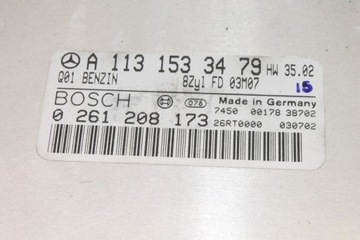 A 113 153 34 79 HW 35.02
Q01 BENZIN 8Zyl FD 03M07
15
BOSCH 078 Made in Germany
7450 00178 38702
0 261 208 173 26RT0000 030702